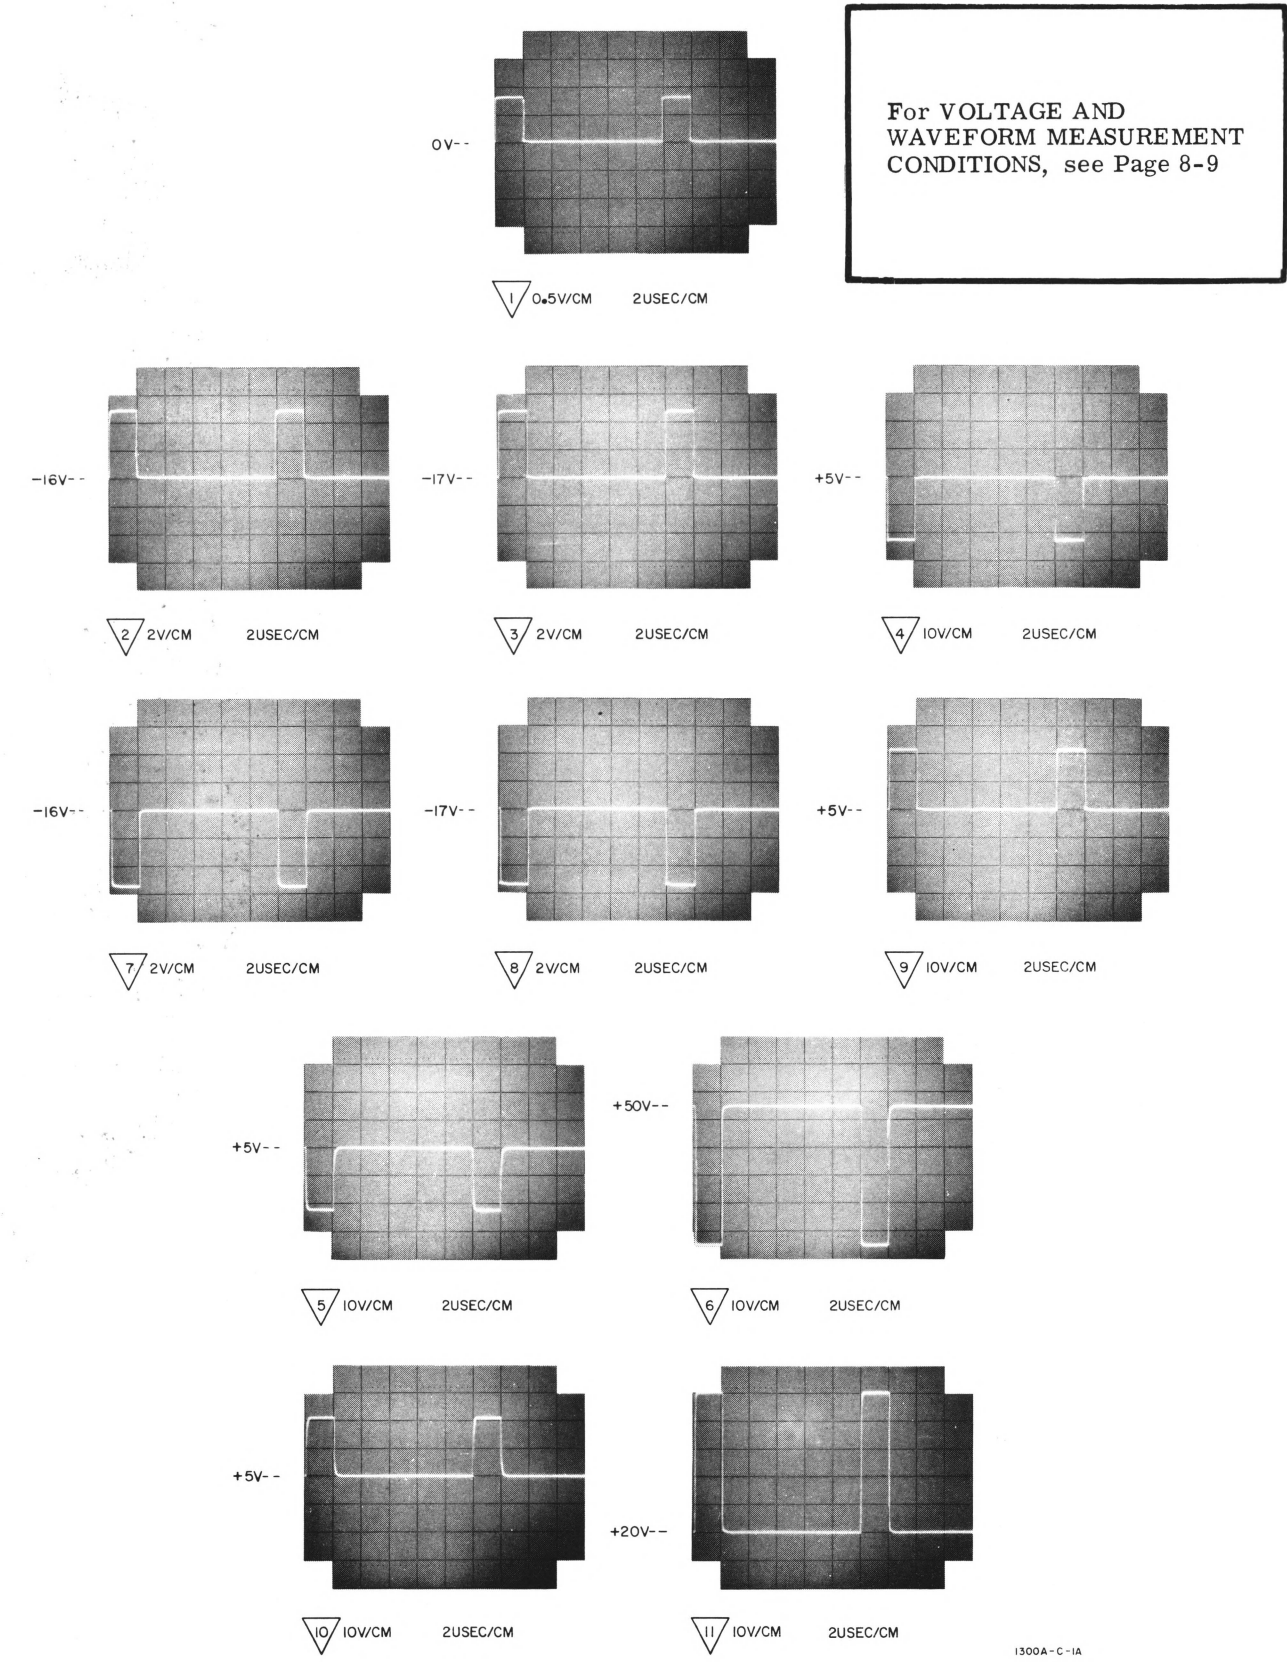 For VOLTAGE AND
WAVEFORM MEASUREMENT
CONDITIONS, see Page 8-9
0V--
1 0.5V/CM 2USEC/CM
-16V--
-17V--
+5V--
2 2V/CM 2USEC/CM
3 2V/CM 2USEC/CM
4 10V/CM 2USEC/CM
-16V--
-17V--
+5V--
7 2V/CM 2USEC/CM
8 2V/CM 2USEC/CM
9 10V/CM 2USEC/CM
+5V--
+50V--
5 10V/CM 2USEC/CM
6 10V/CM 2USEC/CM
+5V--
+20V--
10 10V/CM 2USEC/CM
11 10V/CM 2USEC/CM
1300A-C-1A